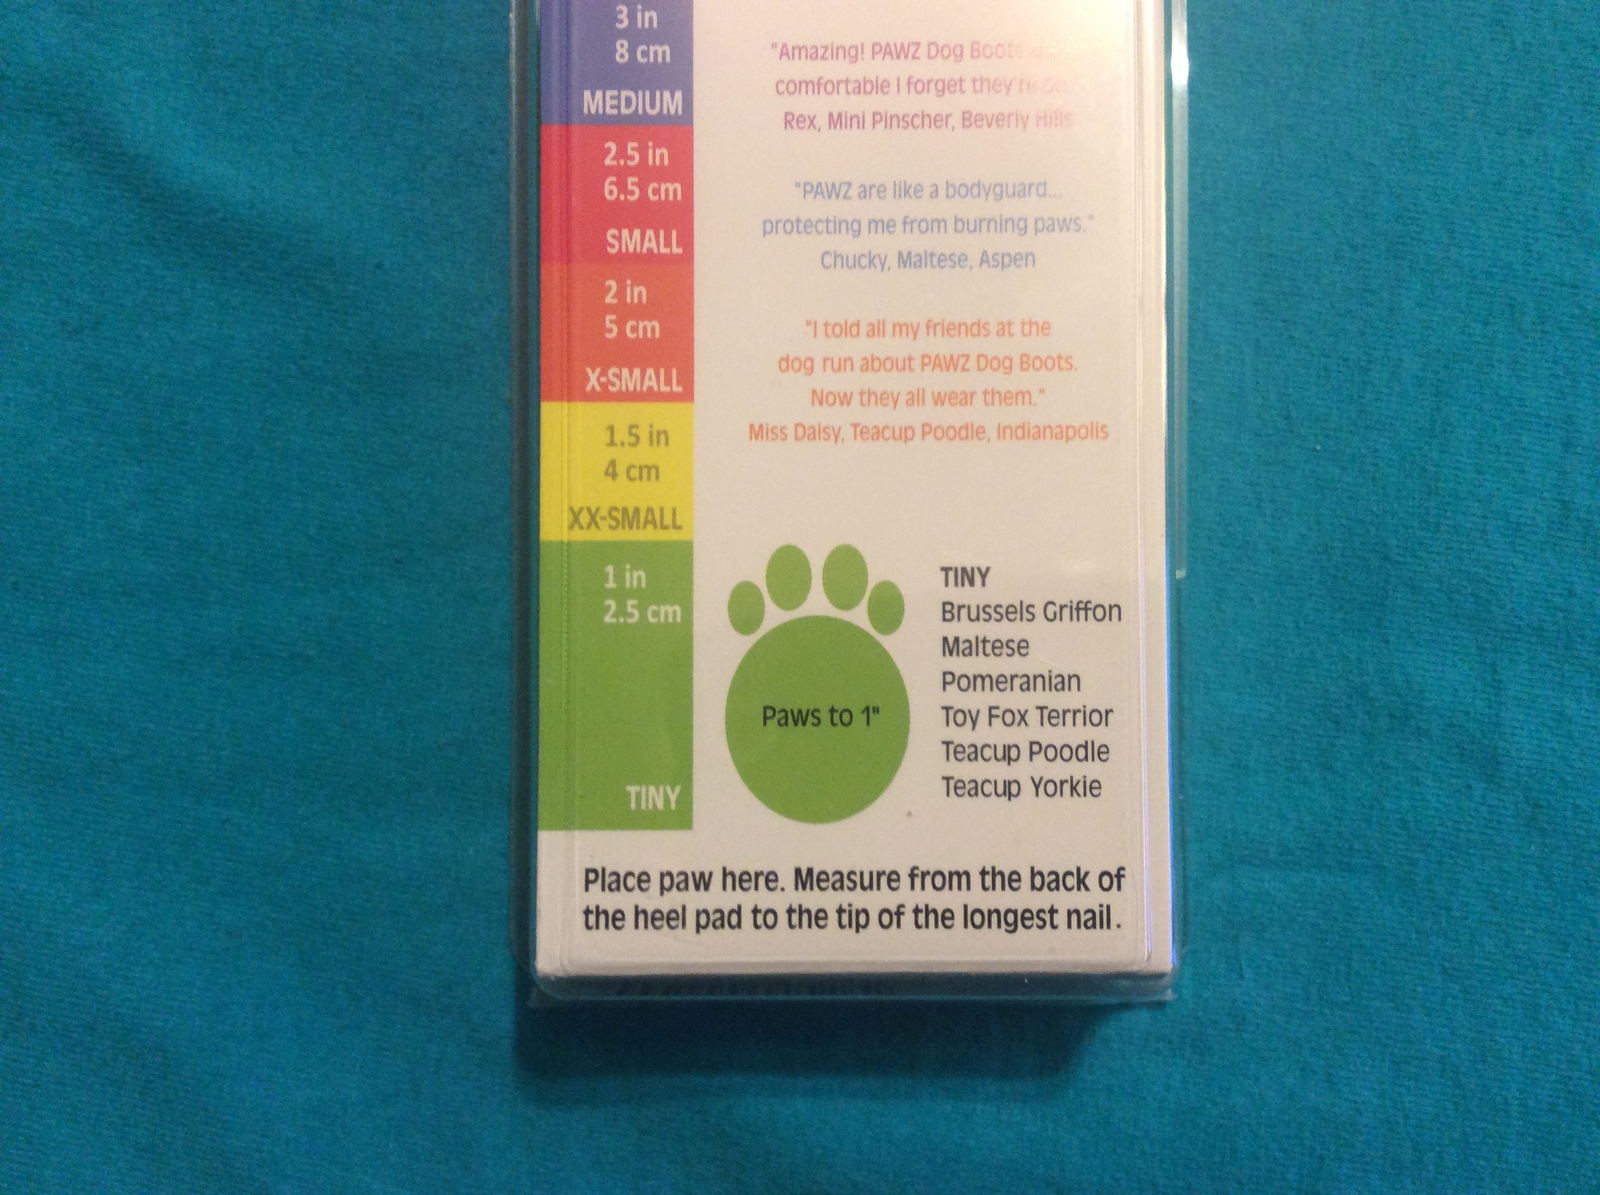 3 in
8 cm
MEDIUM
2.5 in
6.5 cm
SMALL
2 in
5 cm
X-SMALL
1.5 in
4 cm
XX-SMALL
1 in
2.5 cm
TINY
"Amazing! PAWZ Dog Boots
comfortable I forget they're on."
Rex, Mini Pinscher, Beverly Hills
"PAWZ are like a bodyguard...
protecting me from burning paws."
Chucky, Maltese, Aspen
"I told all my friends at the
dog run about PAWZ Dog Boots.
Now they all wear them."
Miss Daisy, Teacup Poodle, Indianapolis
Paws to 1"
TINY
Brussels Griffon
Maltese
Pomeranian
Toy Fox Terrior
Teacup Poodle
Teacup Yorkie
Place paw here. Measure from the back of
the heel pad to the tip of the longest nail.